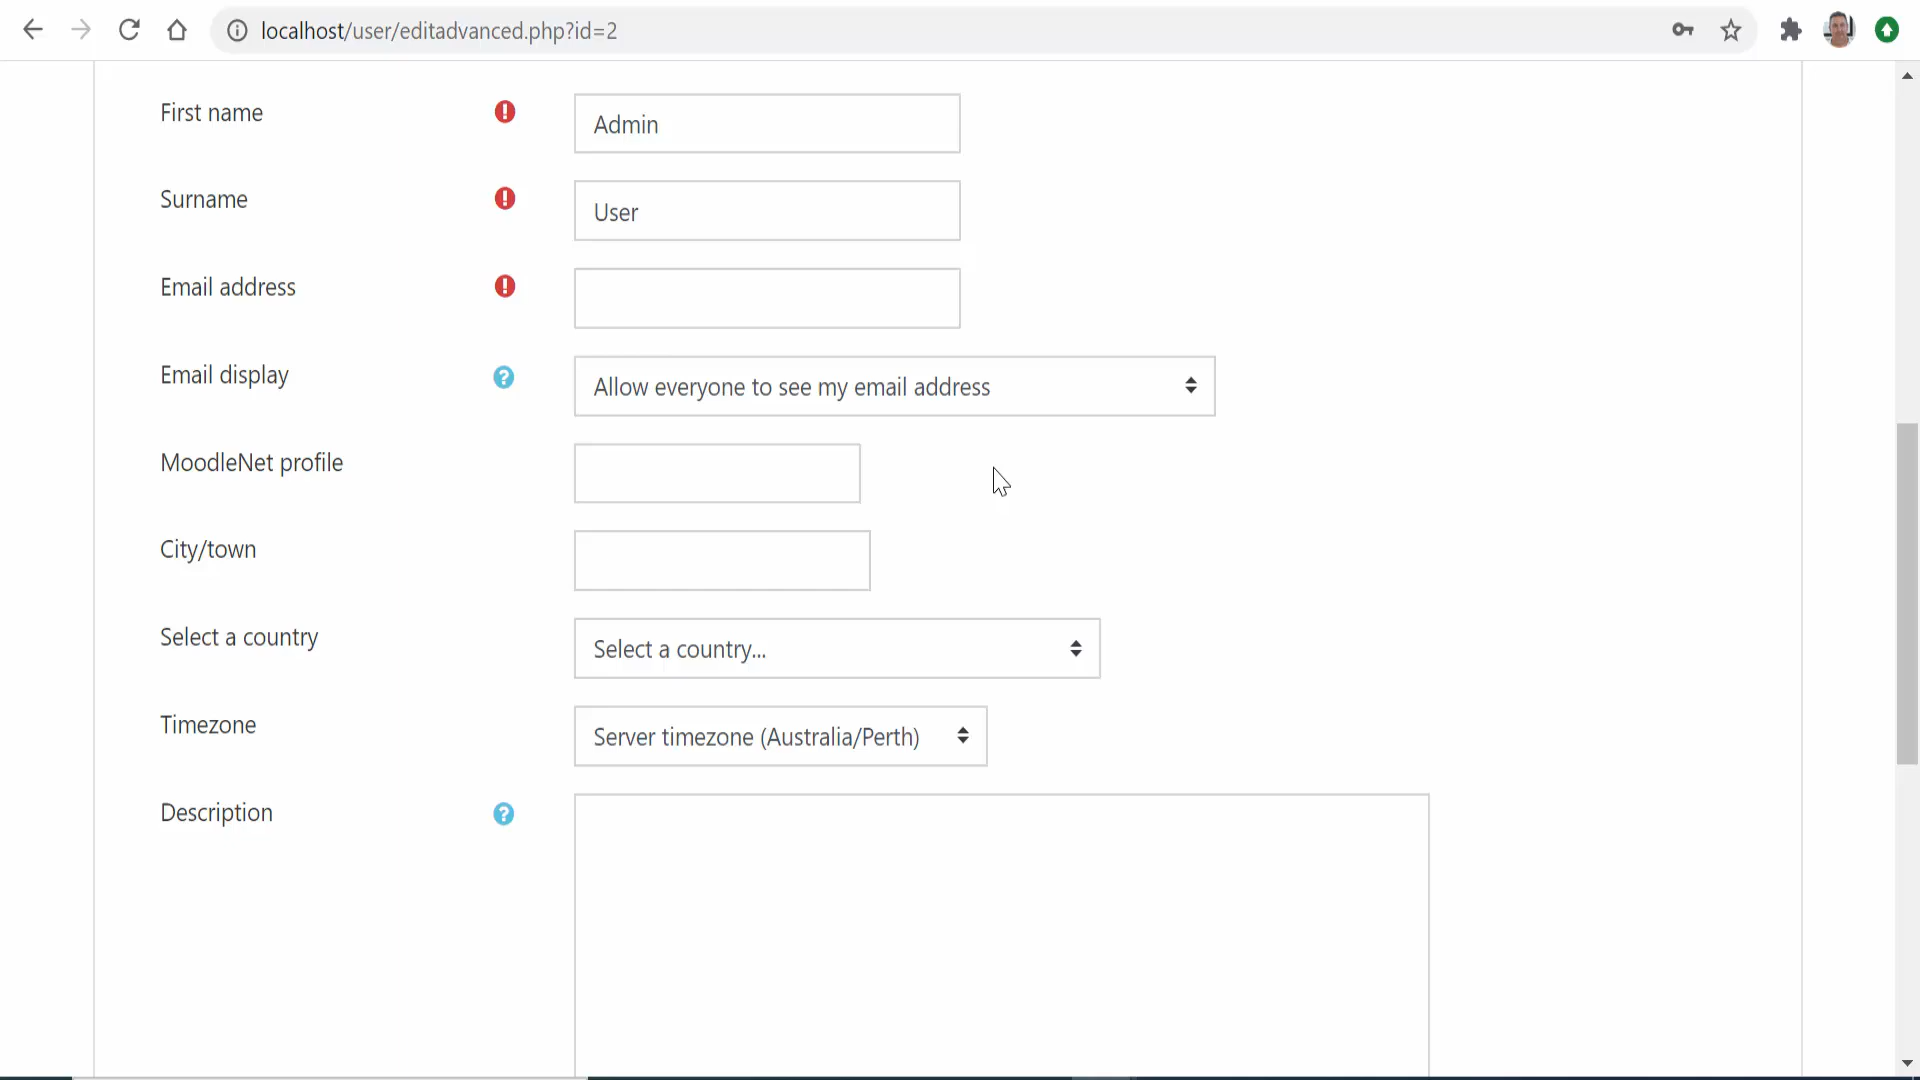 localhost/user/editadvanced.php?id=2
First name
Admin
Surname
User
Email address
Email display
Allow everyone to see my email address
MoodleNet profile
City/town
Select a country
Select a country...
Timezone
Server timezone (Australia/Perth)
Description